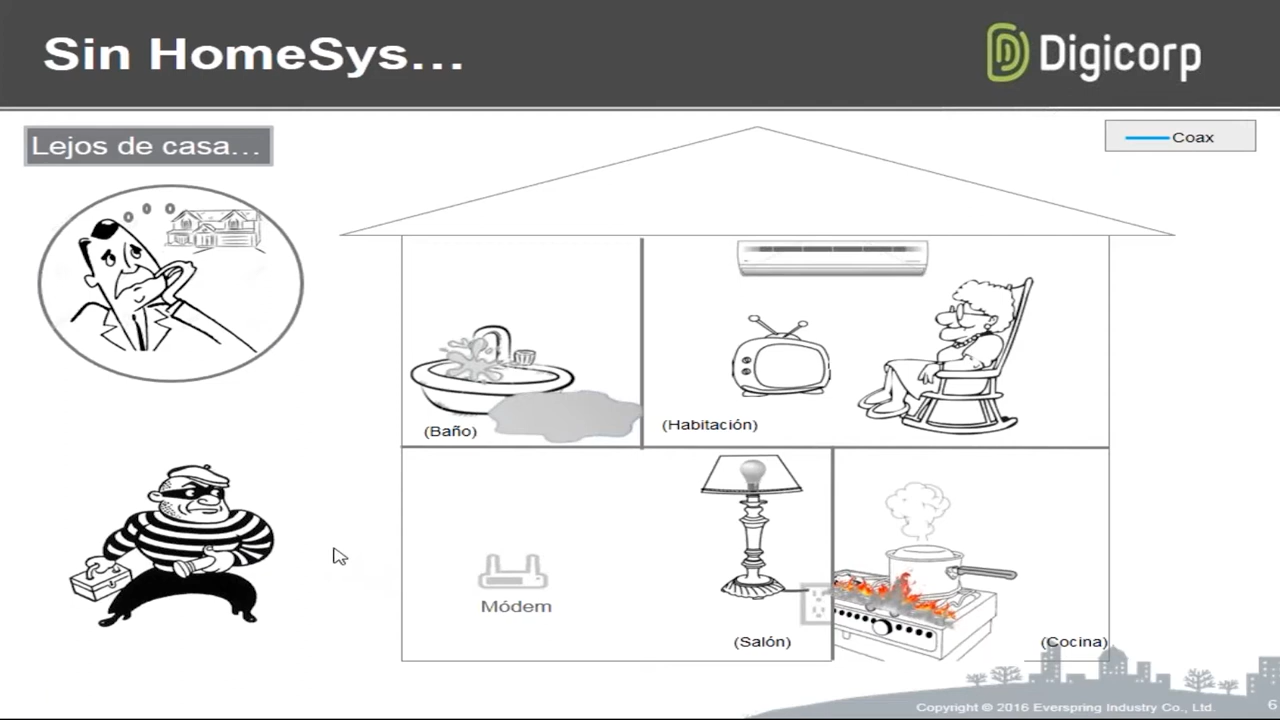 Sin HomeSys...
Digicorp
Lejos de casa...
Coax
(Baño)
(Habitación)
Módem
(Salón)
(Cocina)
Copyright © 2016 Everspring Industry Co., Ltd.
6